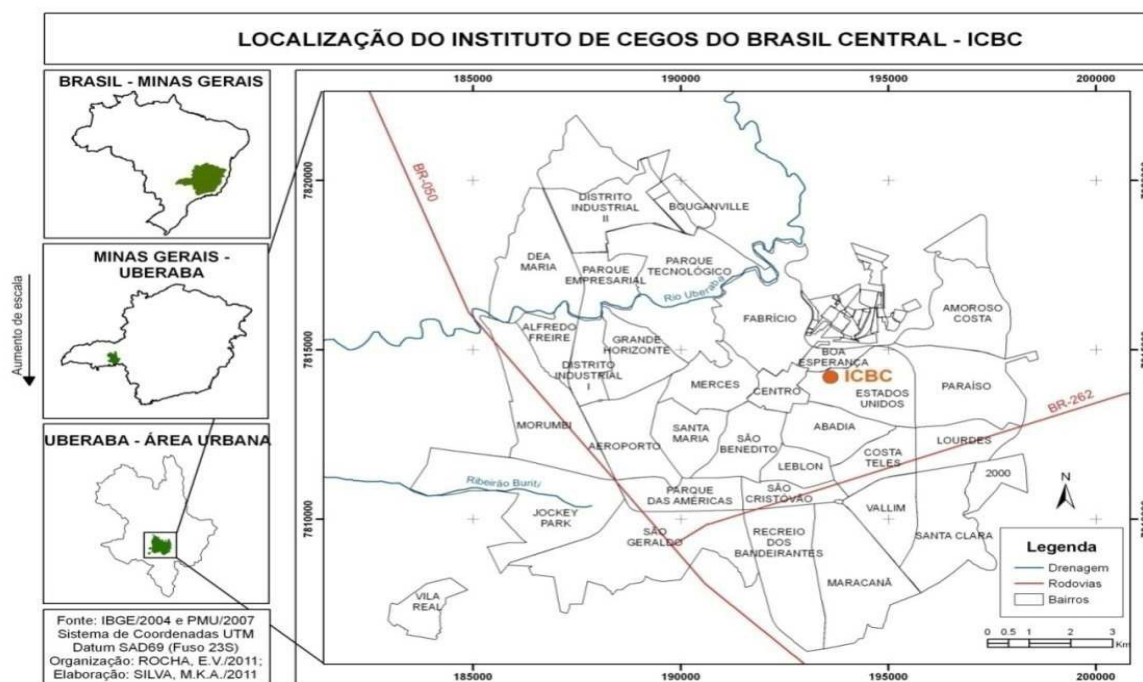 LOCALIZAÇÃO DO INSTITUTO DE CEGOS DO BRASIL CENTRAL - ICBC
BRASIL - MINAS GERAIS
MINAS GERAIS -
UBERABA
Aumento de escala
UBERABA - ÁREA URBANA
Fonte: IBGE/2004 e PMU/2007
Sistema de Coordenadas UTM
Datum SAD69 (Fuso 23S)
Organização: ROCHA, E.V./2011;
Elaboração: SILVA, M.K.A./2011
185000
190000
195000
200000
7820000
7815000
7810000
BR-050
DISTRITO
INDUSTRIAL
II
BOUGANVILLE
DEA
MARIA
PARQUE
EMPRESARIAL
PARQUE
TECNOLÓGICO
Rio Uberaba
FABRÍCIO
AMOROSO
COSTA
ALFREDO
FREIRE
GRANDE
HORIZONTE
DISTRITO
INDUSTRIAL
I
BOA
ESPERANÇA
ICBC
MERCES
CENTRO
ESTADOS
UNIDOS
PARAÍSO
BR-262
MORUMBI
AEROPORTO
SANTA
MARIA
SÃO
BENEDITO
ABADIA
LOURDES
COSTA
TELES
LEBLON
2000
Ribeirão Buriti
JOCKEY
PARK
PARQUE
DAS AMÉRICAS
SÃO
CRISTOVÃO
VALLIM
SÃO
GERALDO
RECREIO
DOS
BANDEIRANTES
SANTA CLARA
MARACANÃ
VILA
REAL
N
Legenda
Drenagem
Rodovias
Bairros
0 0.5 1 2 3
Km
185000
190000
195000
200000